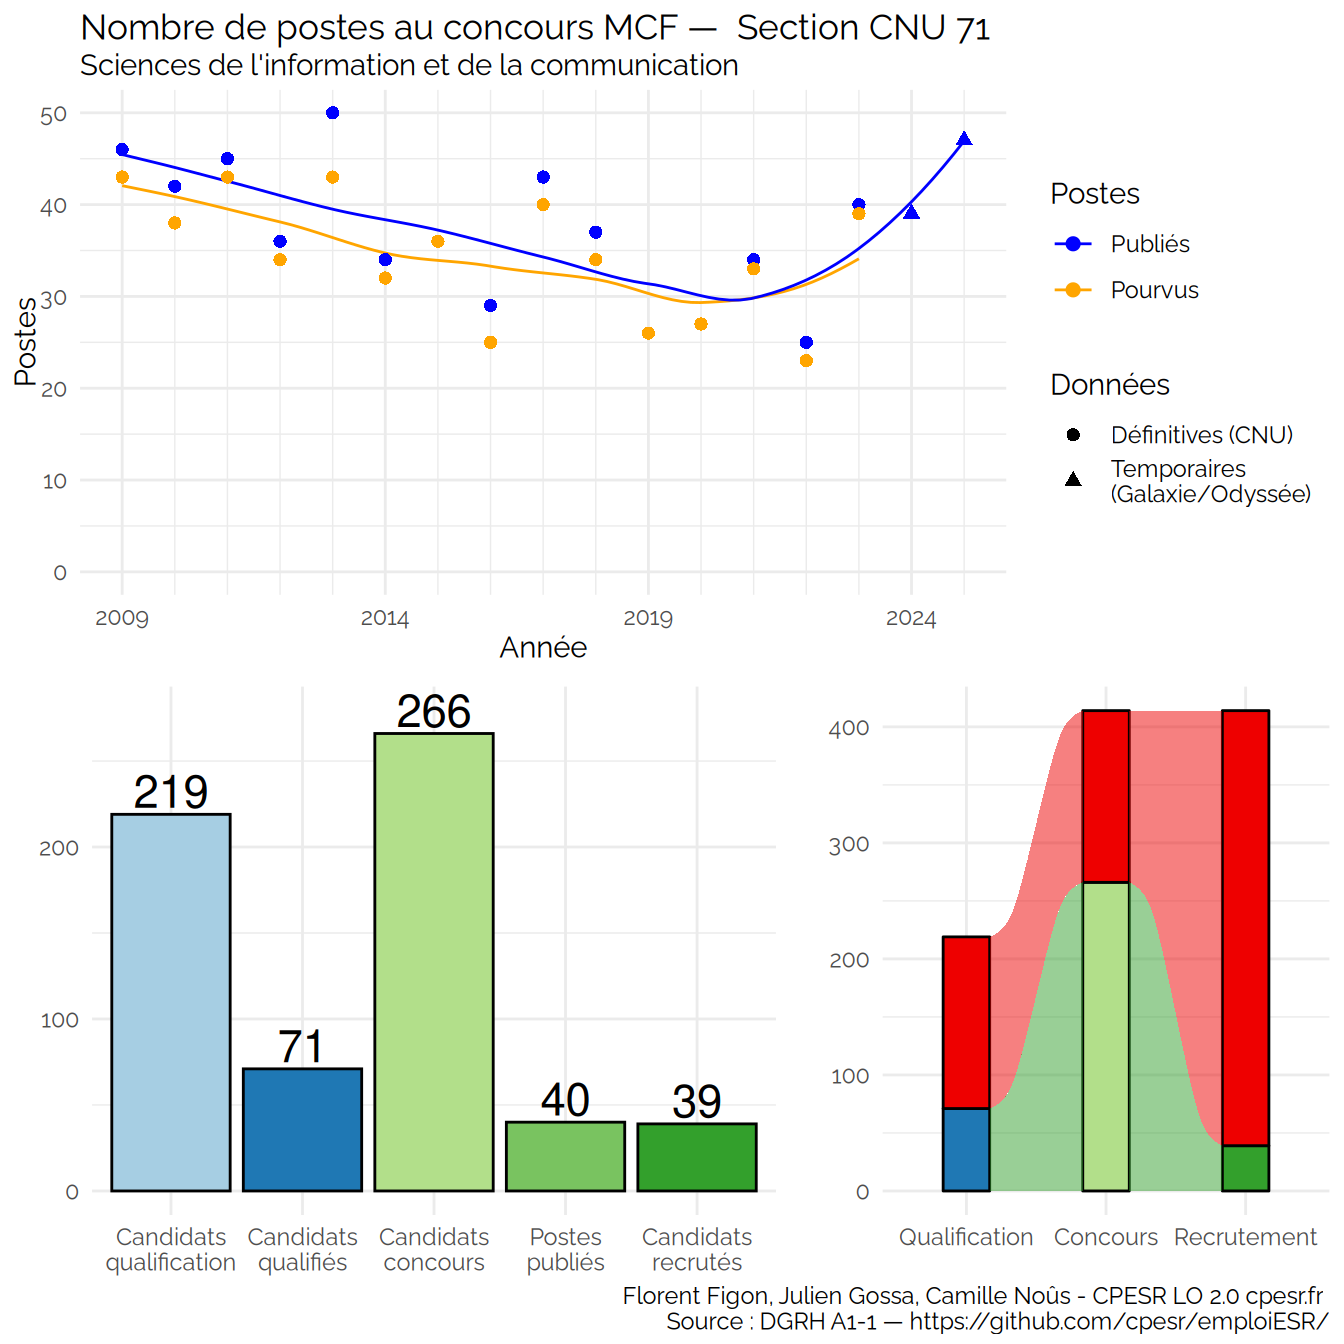 Nombre de postes au concours MCF —  Section CNU 71
Sciences de l'information et de la communication
Postes
50
40
30
20
10
0
2009
2014
2019
2024
Année
Postes
Publiés
Pourvus
Données
Définitives (CNU)
Temporaires
(Galaxie/Odyssée)
200
100
0
219
71
266
40
39
Candidats
qualification
Candidats
qualifiés
Candidats
concours
Postes
publiés
Candidats
recrutés
400
300
200
100
0
Qualification
Concours
Recrutement
Florent Figon, Julien Gossa, Camille Noûs - CPESR LO 2.0 cpesr.fr
Source : DGRH A1-1 — https://github.com/cpesr/emploiESR/